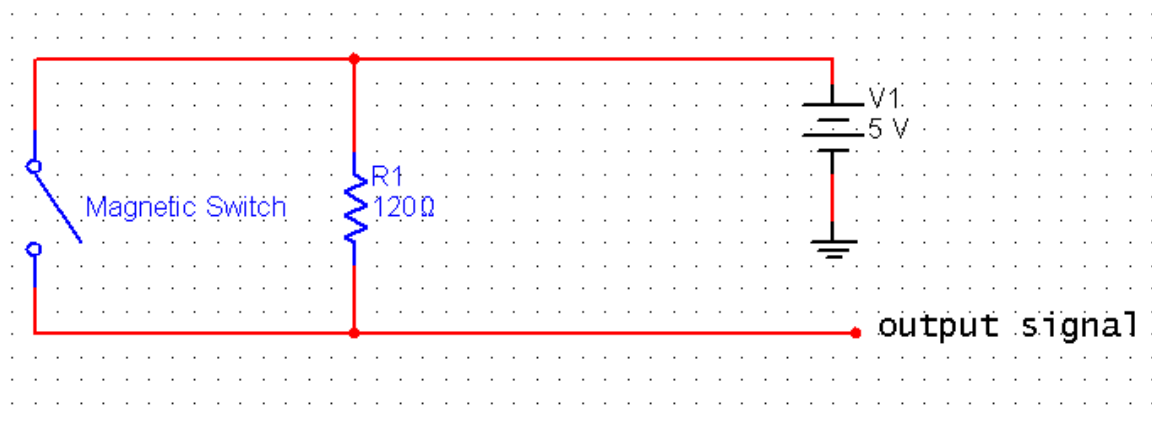 V1
5 V
R1
120Ω
Magnetic Switch
output signal